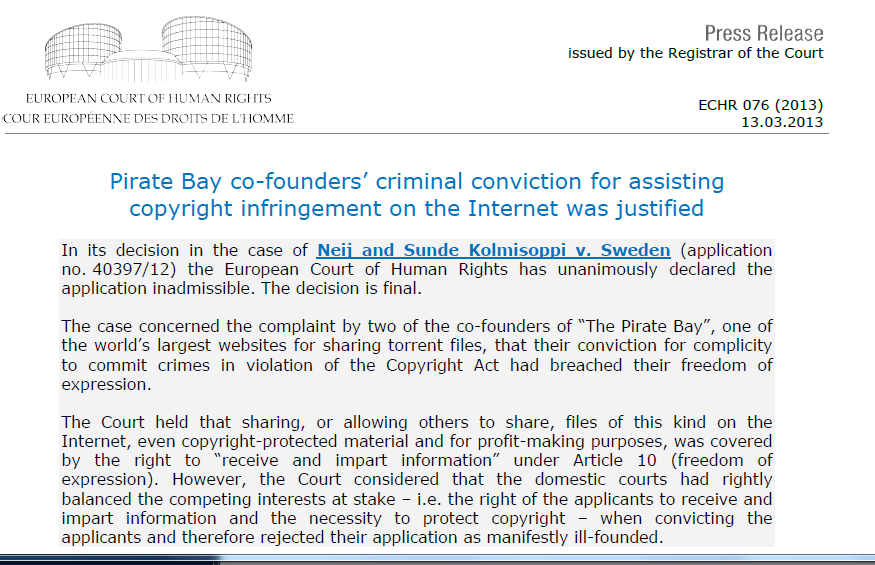 Press Release
issued by the Registrar of the Court
EUROPEAN COURT OF HUMAN RIGHTS
COUR EUROPÉENNE DES DROITS DE L'HOMME
ECHR 076 (2013)
13.03.2013
Pirate Bay co-founders’ criminal conviction for assisting
copyright infringement on the Internet was justified
In its decision in the case of Neij and Sunde Kolmisoppi v. Sweden (application
no. 40397/12) the European Court of Human Rights has unanimously declared the
application inadmissible. The decision is final.
The case concerned the complaint by two of the co-founders of “The Pirate Bay”, one of
the world’s largest websites for sharing torrent files, that their conviction for complicity
to commit crimes in violation of the Copyright Act had breached their freedom of
expression.
The Court held that sharing, or allowing others to share, files of this kind on the
Internet, even copyright-protected material and for profit-making purposes, was covered
by the right to “receive and impart information” under Article 10 (freedom of
expression). However, the Court considered that the domestic courts had rightly
balanced the competing interests at stake – i.e. the right of the applicants to receive and
impart information and the necessity to protect copyright – when convicting the
applicants and therefore rejected their application as manifestly ill-founded.